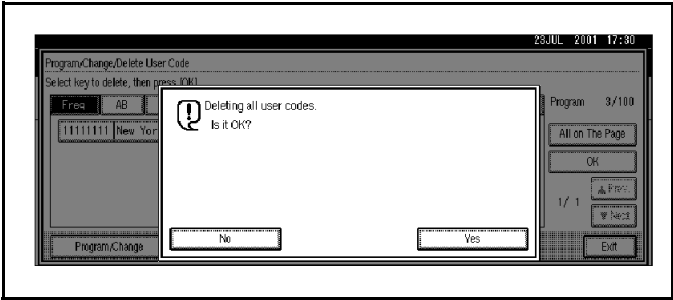 23JUL 2001 17:30
Program/Change/Delete User Code
Select key to delete, then press [OK]
Freq AB Program 3/100
Deleting all user codes.
Is it OK?
11111111 New Yor
All on The Page
OK
1/ 1 ▲ Prev.
▼ Next
No Yes
Program/Change Exit